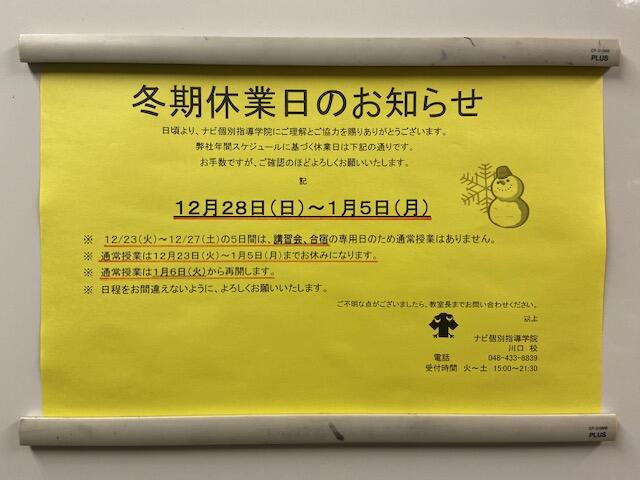 CP-319MW
PLUS
冬期休業日のお知らせ
日頃より、ナビ個別指導学院にご理解とご協力を賜りありがとうございます。
弊社年間スケジュールに基づく休業日は下記の通りです。
お手数ですが、ご確認のほどよろしくお願いいたします。
記
12月28日(日)～1月5日(月)
※ 12/23(火)～12/27(土)の5日間は、講習会、合宿の専用日のため通常授業はありません。
※ 通常授業は12月23日(火)～1月5日(月)までお休みになります。
※ 通常授業は1月6日(火)から再開します。
※ 日程をお間違えないように、よろしくお願いいたします。
ご不明な点がございましたら、教室長までお問い合わせください。
以上
ナビ個別指導学院
川口 校
電話 048-433-8839
受付時間 火～土 15:00～21:30
PLUS